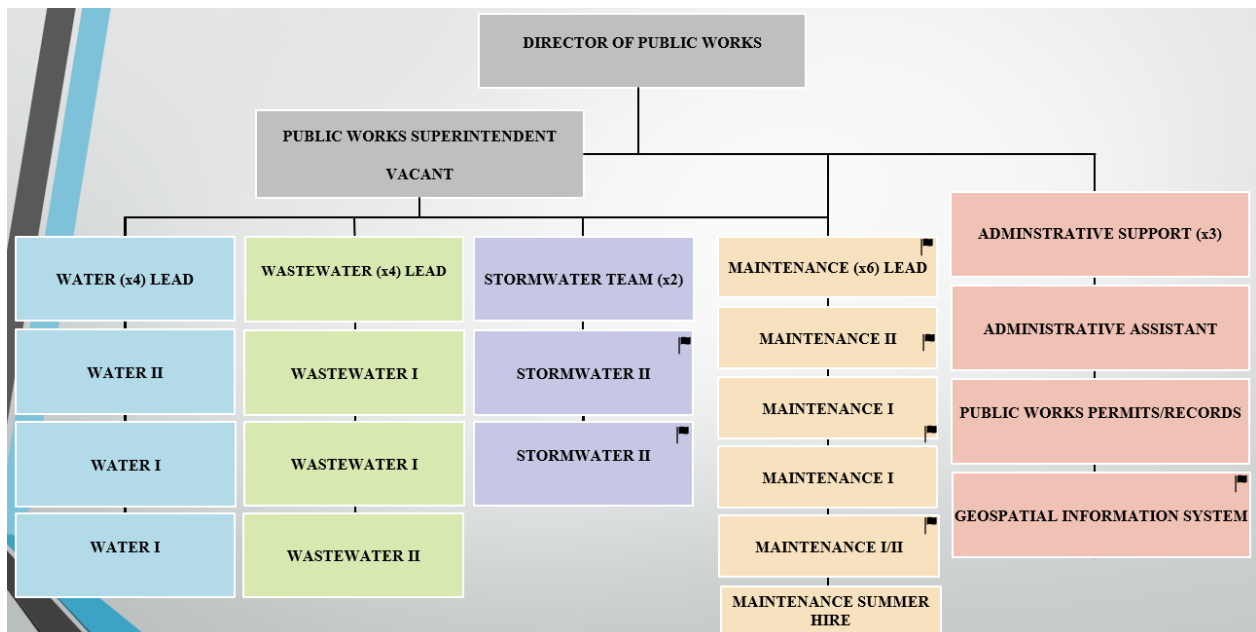 DIRECTOR OF PUBLIC WORKS
PUBLIC WORKS SUPERINTENDENT
VACANT
WATER (x4) LEAD
WATER II
WATER I
WATER I
WASTEWATER (x4) LEAD
WASTEWATER I
WASTEWATER I
WASTEWATER II
STORMWATER TEAM (x2)
STORMWATER II
STORMWATER II
MAINTENANCE (x6) LEAD
MAINTENANCE II
MAINTENANCE I
MAINTENANCE I
MAINTENANCE I/II
MAINTENANCE SUMMER
HIRE
ADMINSTRATIVE SUPPORT (x3)
ADMINISTRATIVE ASSISTANT
PUBLIC WORKS PERMITS/RECORDS
GEOSPATIAL INFORMATION SYSTEM